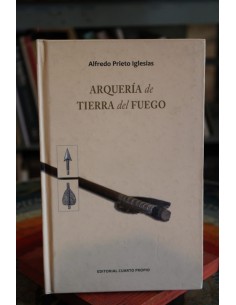 Alfredo Prieto Iglesias
ARQUERÍA de
TIERRA del FUEGO
EDITORIAL CUARTO PROPIO